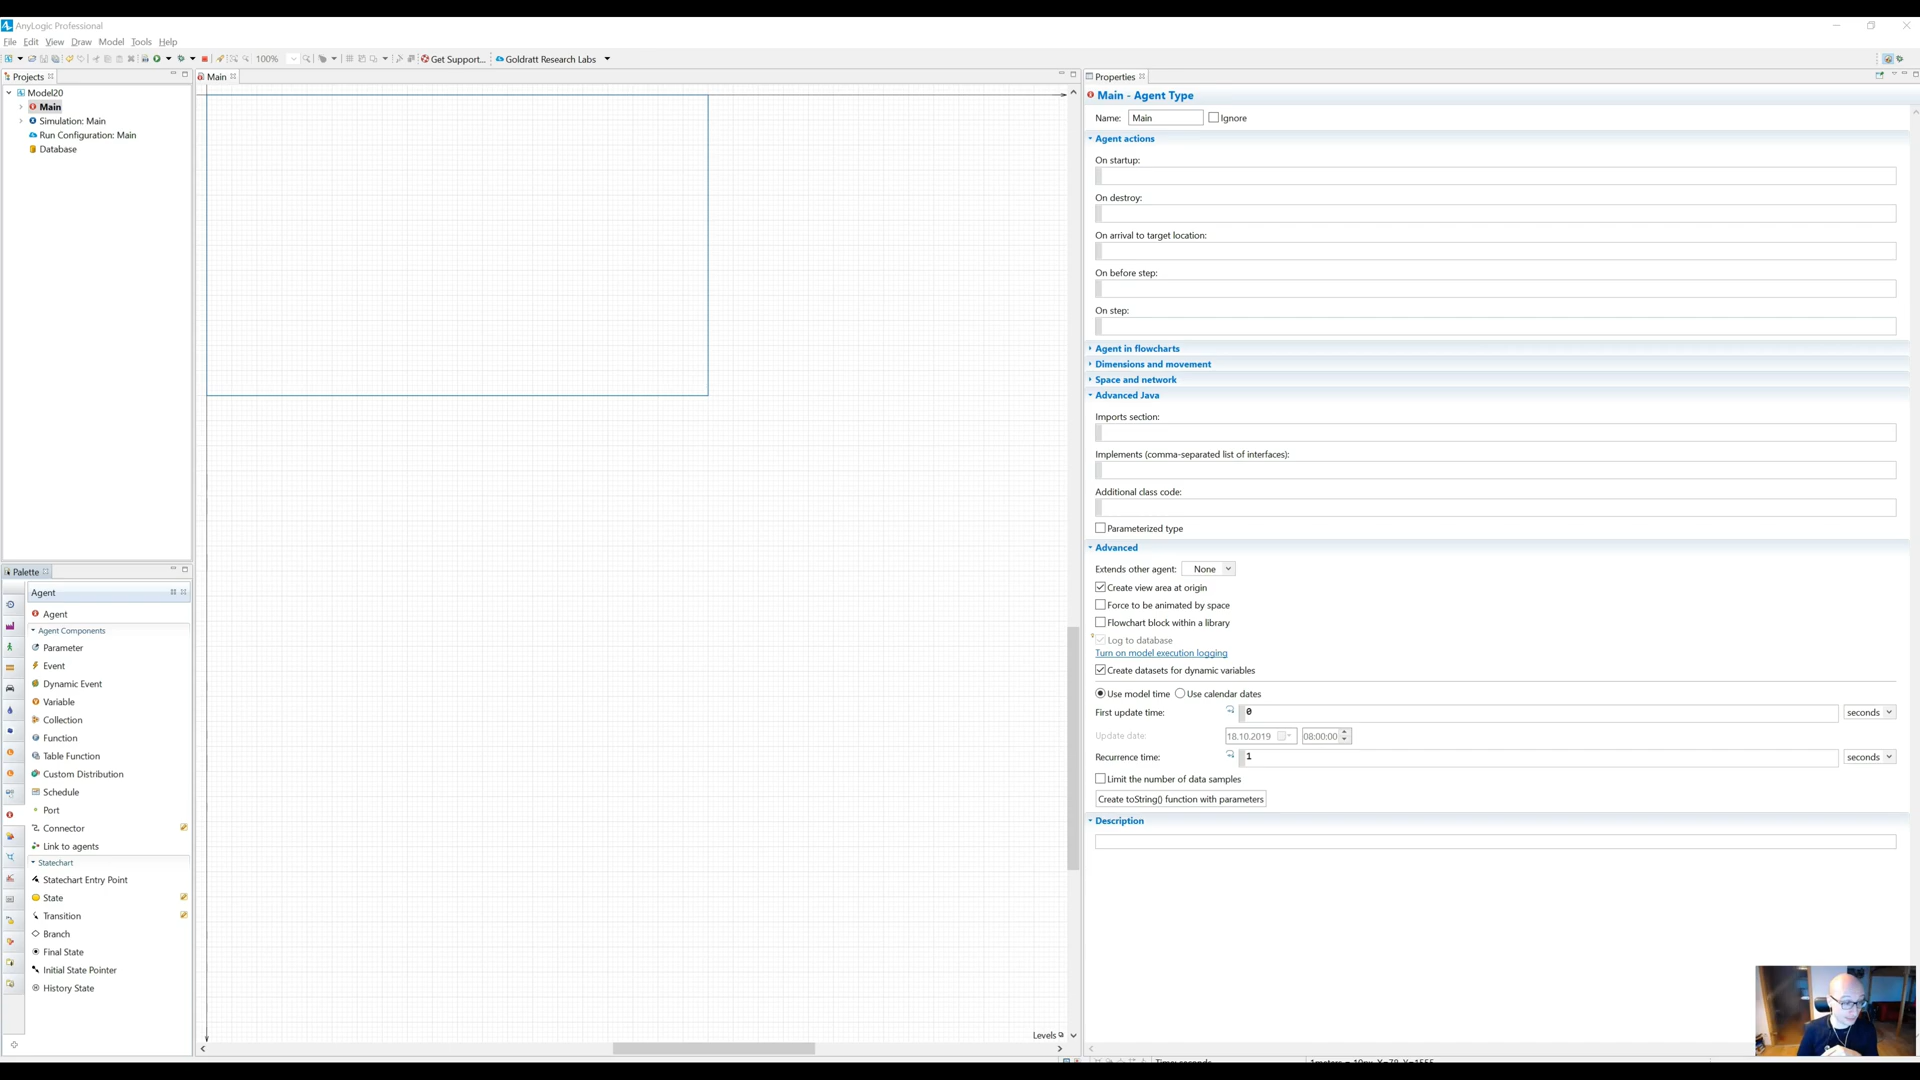 AnyLogic Professional
File Edit View Draw Model Tools Help
100% Get Support... Goldratt Research Labs
Projects
Model20
Main
Simulation: Main
Run Configuration: Main
Database
Palette
Agent
Agent
Agent Components
Parameter
Event
Dynamic Event
Variable
Collection
Function
Table Function
Custom Distribution
Schedule
Port
Connector
Link to agents
Statechart
Statechart Entry Point
State
Transition
Branch
Final State
Initial State Pointer
History State
Main
Levels
Properties
Main - Agent Type
Name: Main Ignore
Agent actions
On startup:
On destroy:
On arrival to target location:
On before step:
On step:
Agent in flowcharts
Dimensions and movement
Space and network
Advanced Java
Imports section:
Implements (comma-separated list of interfaces):
Additional class code:
Parameterized type
Advanced
Extends other agent: None
Create view area at origin
Force to be animated by space
Flowchart block within a library
Log to database
Turn on model execution logging
Create datasets for dynamic variables
Use model time Use calendar dates
First update time: 0 seconds
Update date: 18.10.2019 08:00:00
Recurrence time: 1 seconds
Limit the number of data samples
Create toString() function with parameters
Description